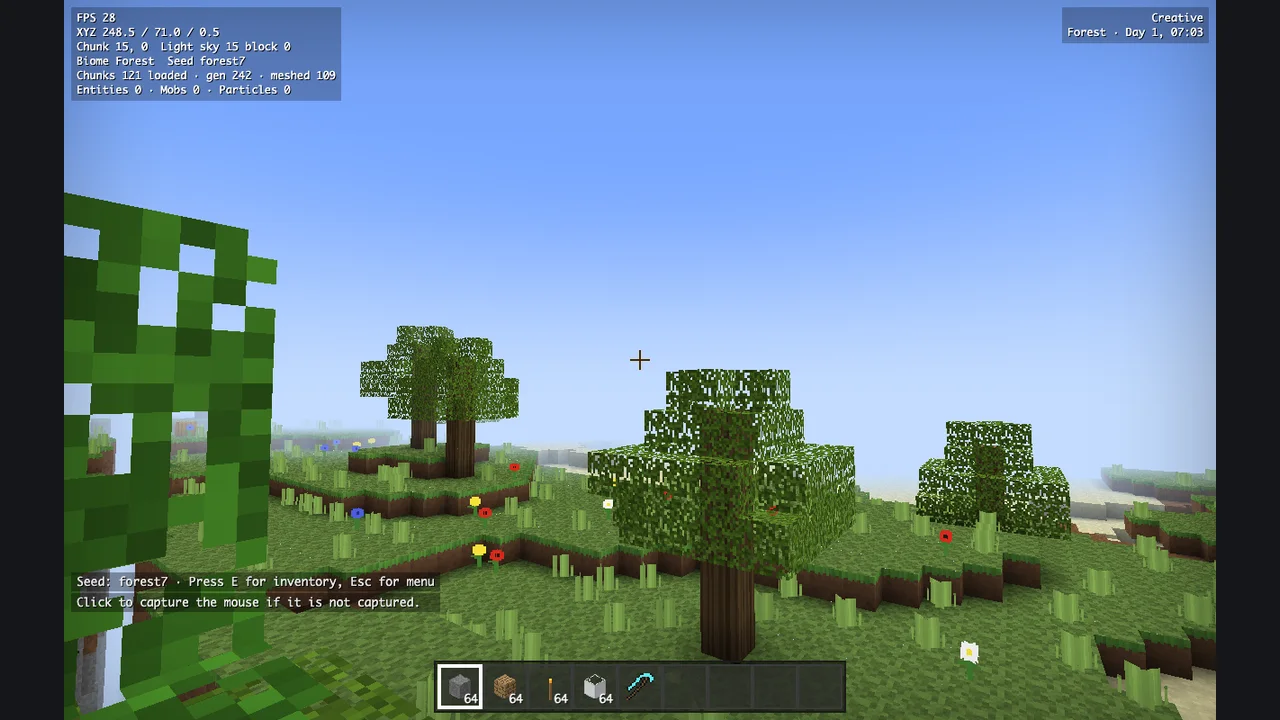 FPS 28
XYZ 248.5 / 71.0 / 0.5
Chunk 15, 0  Light sky 15 block 0
Biome Forest  Seed forest7
Chunks 121 loaded · gen 242 · meshed 109
Entities 0 · Mobs 0 · Particles 0
Creative
Forest · Day 1, 07:03
Seed: forest7 · Press E for inventory, Esc for menu
Click to capture the mouse if it is not captured.
64 64 64 64